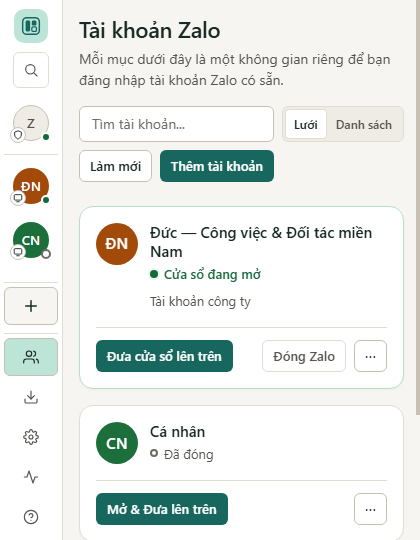 Tài khoản Zalo
Mỗi mục dưới đây là một không gian riêng để bạn
đăng nhập tài khoản Zalo có sẵn.
Z
Tìm tài khoản...
Lưới
Danh sách
Làm mới
Thêm tài khoản
ĐN
CN
ĐN
Đức — Công việc & Đối tác miền
Nam
Cửa sổ đang mở
Tài khoản công ty
Đưa cửa sổ lên trên
Đóng Zalo
...
CN
Cá nhân
Đã đóng
Mở & Đưa lên trên
...